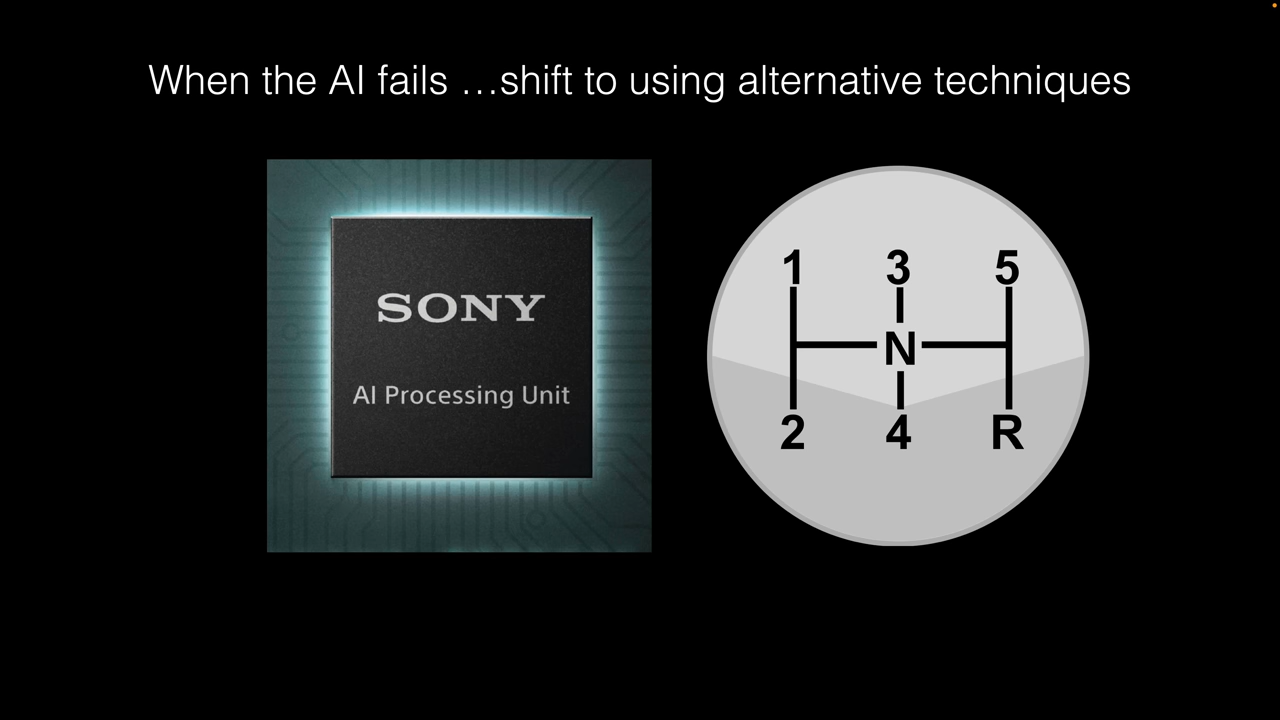 When the AI fails ...shift to using alternative techniques
SONY
AI Processing Unit
1 3 5
N
2 4 R